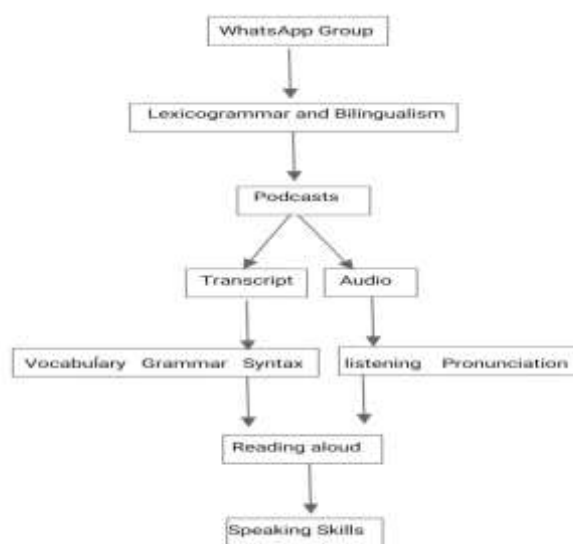 WhatsApp Group
Lexicogrammar and Bilingualism
Podcasts
Transcript
Audio
Vocabulary Grammar Syntax
listening Pronunciation
Reading aloud
Speaking Skills